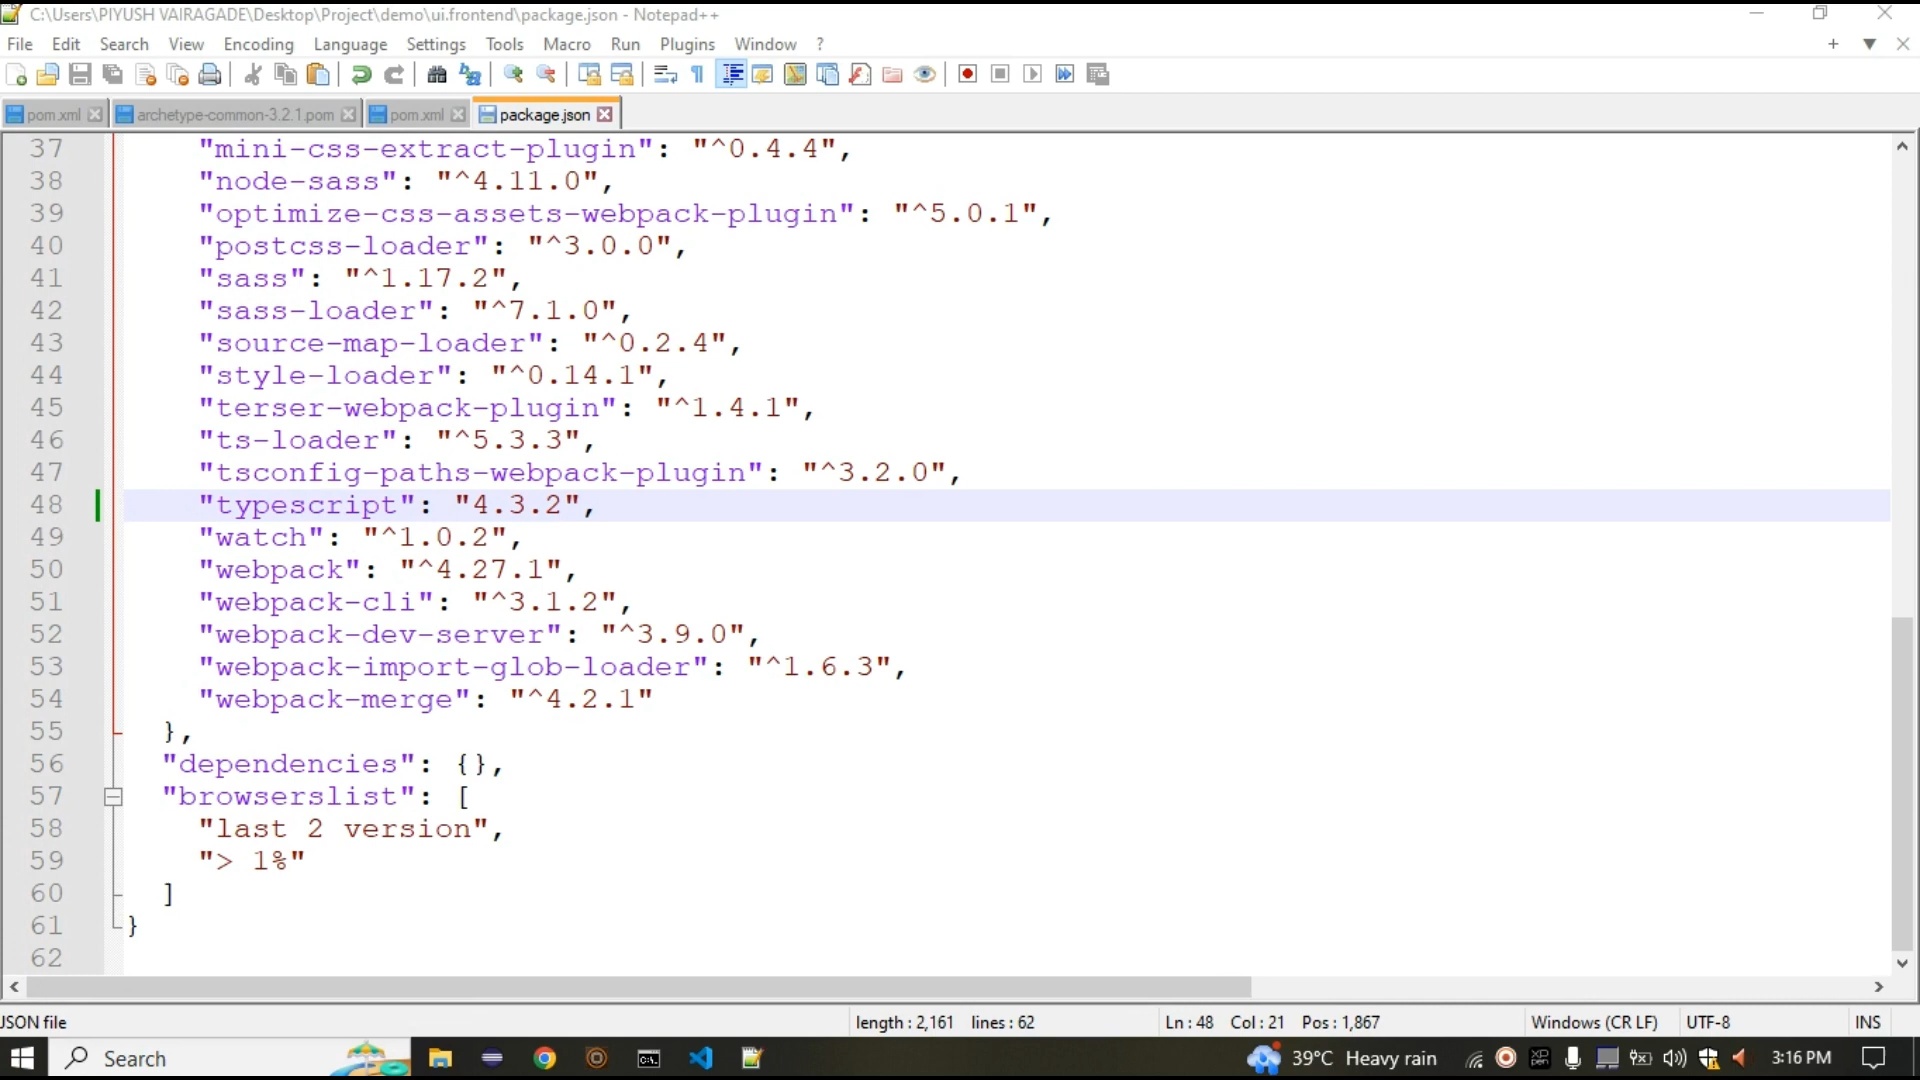 C:\Users\PIYUSH VAIRAGADE\Desktop\Project\demo\ui.frontend\package.json - Notepad++
File Edit Search View Encoding Language Settings Tools Macro Run Plugins Window ?
pom.xml archetype-common-3.2.1.pom pom.xml package.json
37 "mini-css-extract-plugin": "^0.4.4",
38 "node-sass": "^4.11.0",
39 "optimize-css-assets-webpack-plugin": "^5.0.1",
40 "postcss-loader": "^3.0.0",
41 "sass": "^1.17.2",
42 "sass-loader": "^7.1.0",
43 "source-map-loader": "^0.2.4",
44 "style-loader": "^0.14.1",
45 "terser-webpack-plugin": "^1.4.1",
46 "ts-loader": "^5.3.3",
47 "tsconfig-paths-webpack-plugin": "^3.2.0",
48 "typescript": "4.3.2",
49 "watch": "^1.0.2",
50 "webpack": "^4.27.1",
51 "webpack-cli": "^3.1.2",
52 "webpack-dev-server": "^3.9.0",
53 "webpack-import-glob-loader": "^1.6.3",
54 "webpack-merge": "^4.2.1"
55 },
56 "dependencies": {},
57 "browserslist": [
58 "last 2 version",
59 "> 1%"
60 ]
61 }
62
JSON file length : 2,161 lines : 62 Ln : 48 Col : 21 Pos : 1,867 Windows (CR LF) UTF-8 INS
Search 39°C Heavy rain 3:16 PM